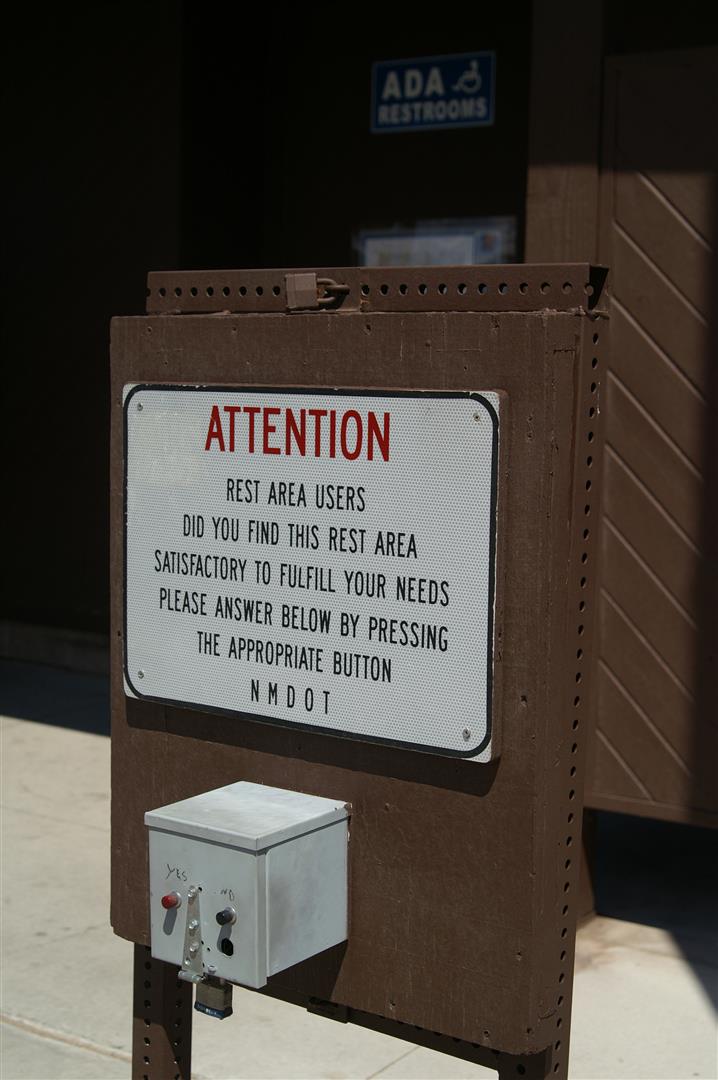 ADA
RESTROOMS
ATTENTION
REST AREA USERS
DID YOU FIND THIS REST AREA
SATISFACTORY TO FULFILL YOUR NEEDS
PLEASE ANSWER BELOW BY PRESSING
THE APPROPRIATE BUTTON
NMDOT
YES NO